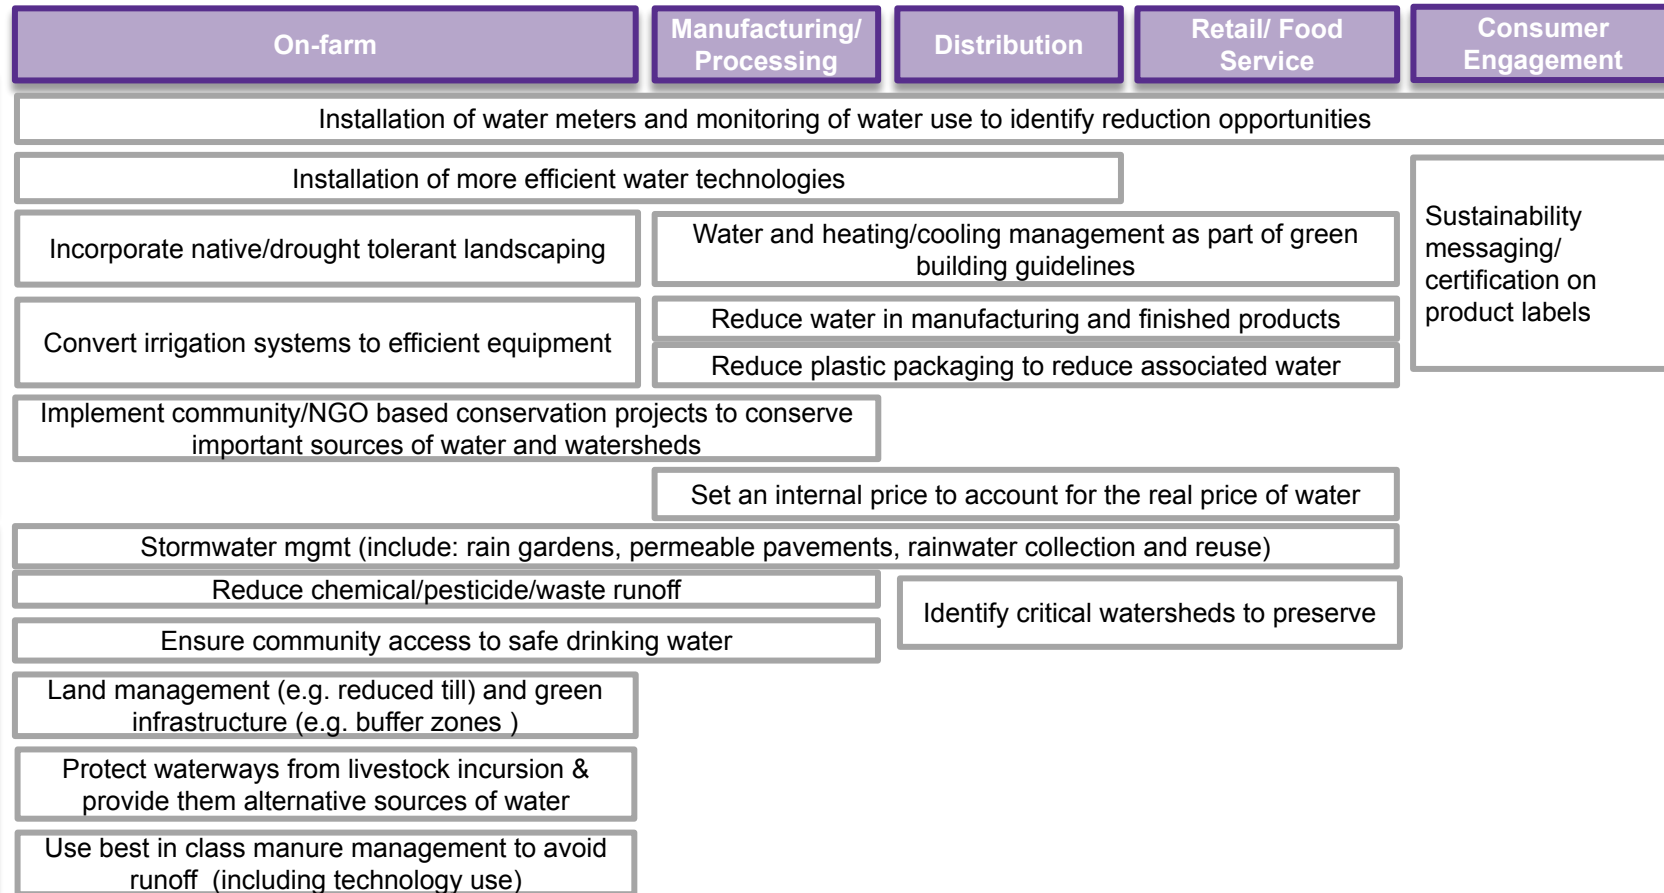 On-farm
Manufacturing/
Processing
Distribution
Retail/ Food
Service
Consumer
Engagement
Installation of water meters and monitoring of water use to identify reduction opportunities
Installation of more efficient water technologies
Sustainability
messaging/
certification on
product labels
Incorporate native/drought tolerant landscaping
Water and heating/cooling management as part of green
building guidelines
Convert irrigation systems to efficient equipment
Reduce water in manufacturing and finished products
Reduce plastic packaging to reduce associated water
Implement community/NGO based conservation projects to conserve
important sources of water and watersheds
Set an internal price to account for the real price of water
Stormwater mgmt (include: rain gardens, permeable pavements, rainwater collection and reuse)
Reduce chemical/pesticide/waste runoff
Identify critical watersheds to preserve
Ensure community access to safe drinking water
Land management (e.g. reduced till) and green
infrastructure (e.g. buffer zones )
Protect waterways from livestock incursion &
provide them alternative sources of water
Use best in class manure management to avoid
runoff  (including technology use)